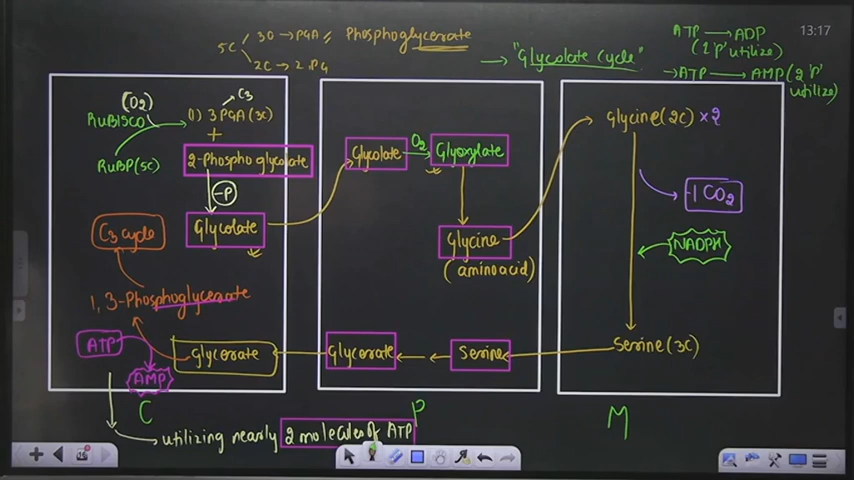 13:17
5C
3C → PGA
Phosphoglycerate
2C → 2.PG
→ "Glycolate Cycle"
ATP → ADP
(1 'P' utilize)
→ ATP → AMP (2 'P'
utilize)
(O2)
RuBISCO
C3
(1) 3 PGA (3C)
+
RuBP (5C)
2-Phosphoglycolate
-P
Glycolate
C3 cycle
1, 3-Phosphoglycerate
ATP
AMP
Glycerate
C
utilizing nearly 2 molecules of ATP
Glycolate
O2
Glyoxylate
Glycine
(aminoacid)
Glycerate
Serine
P
Glycine (2C) ×2
-1 CO2
NADPH
Serine (3C)
M